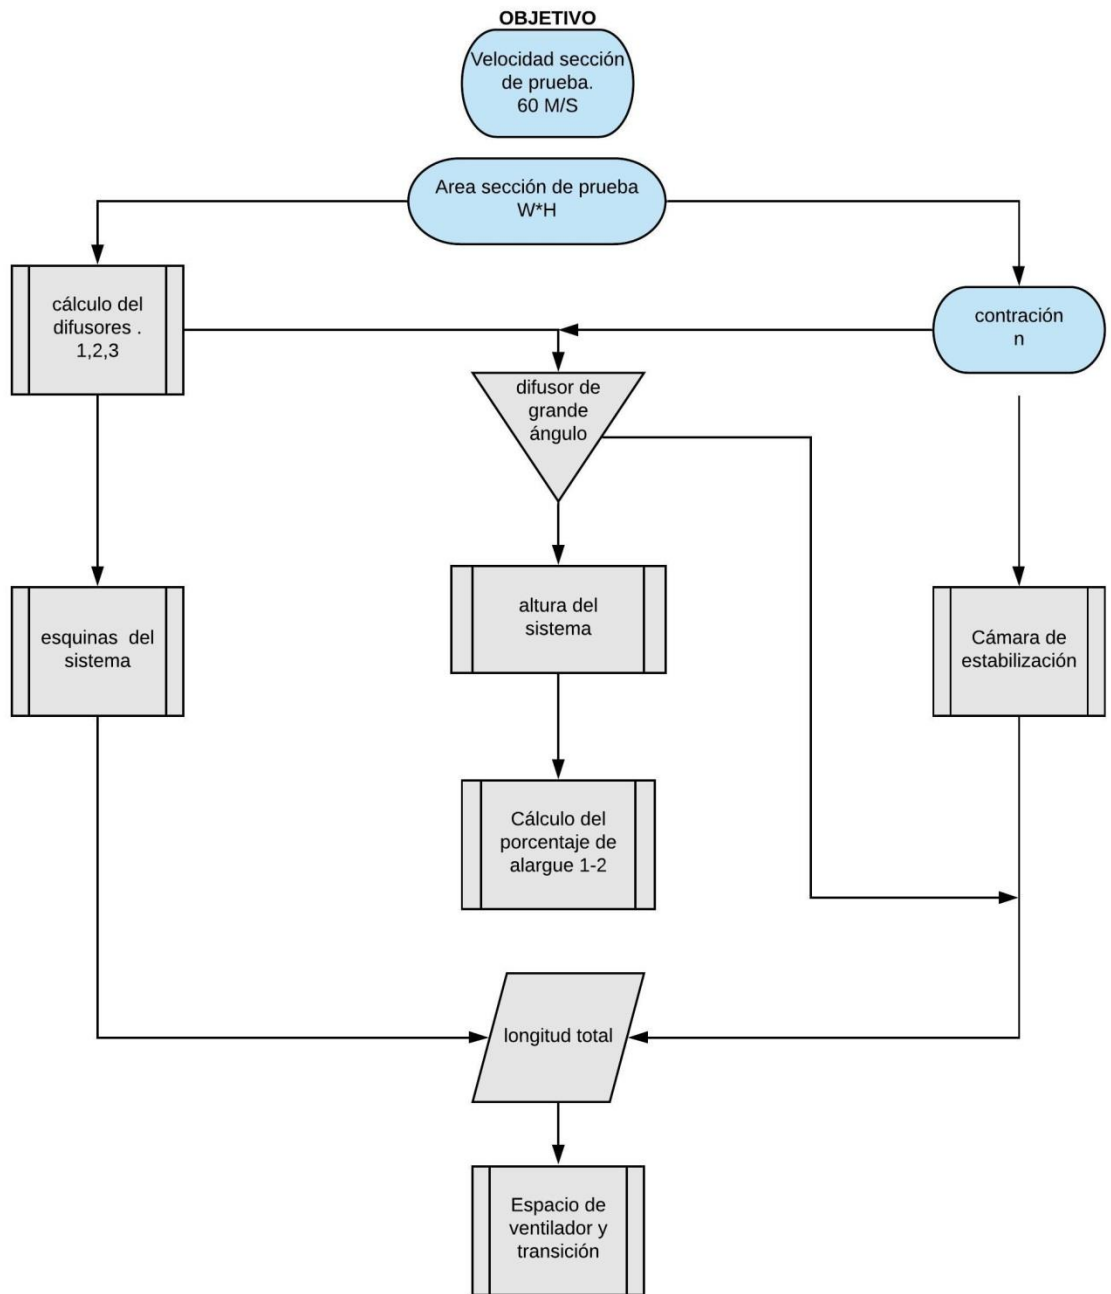 OBJETIVO
Velocidad sección
de prueba.
60 M/S
Area sección de prueba
W*H
cálculo del
difusores .
1,2,3
contración
n
difusor de
grande
ángulo
esquinas  del
sistema
altura del
sistema
Cámara de
estabilización
Cálculo del
porcentaje de
alargue 1-2
longitud total
Espacio de
ventilador y
transición